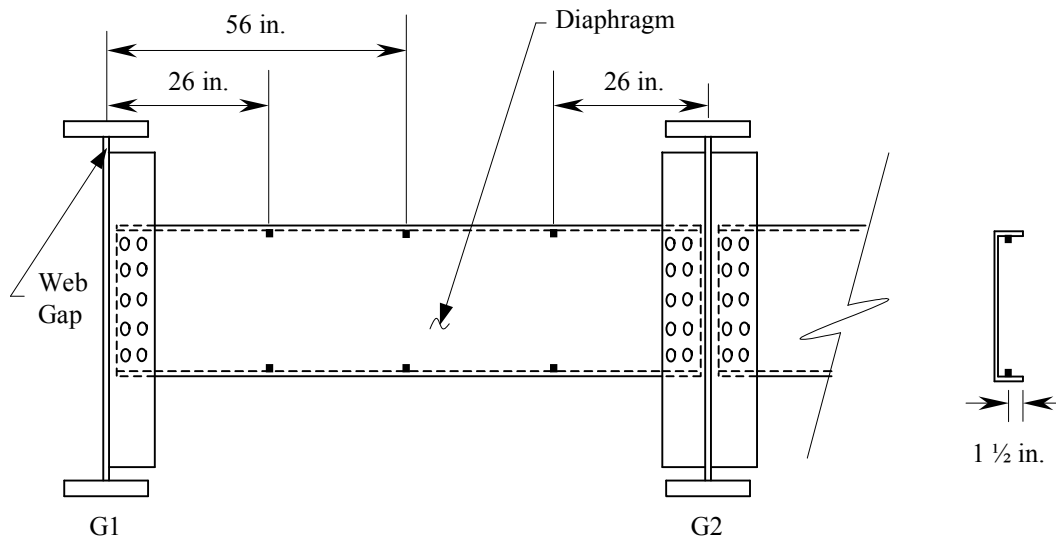 56 in.
Diaphragm
26 in.
26 in.
Web
Gap
1 ½ in.
G1
G2